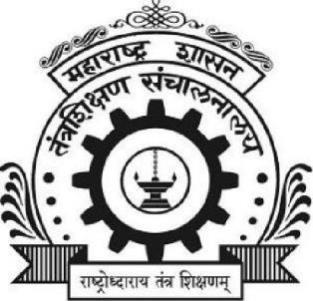 महाराष्ट्र शासन
तंत्रशिक्षण संचालनालय
राष्ट्रोध्दाराय तंत्र शिक्षणम्